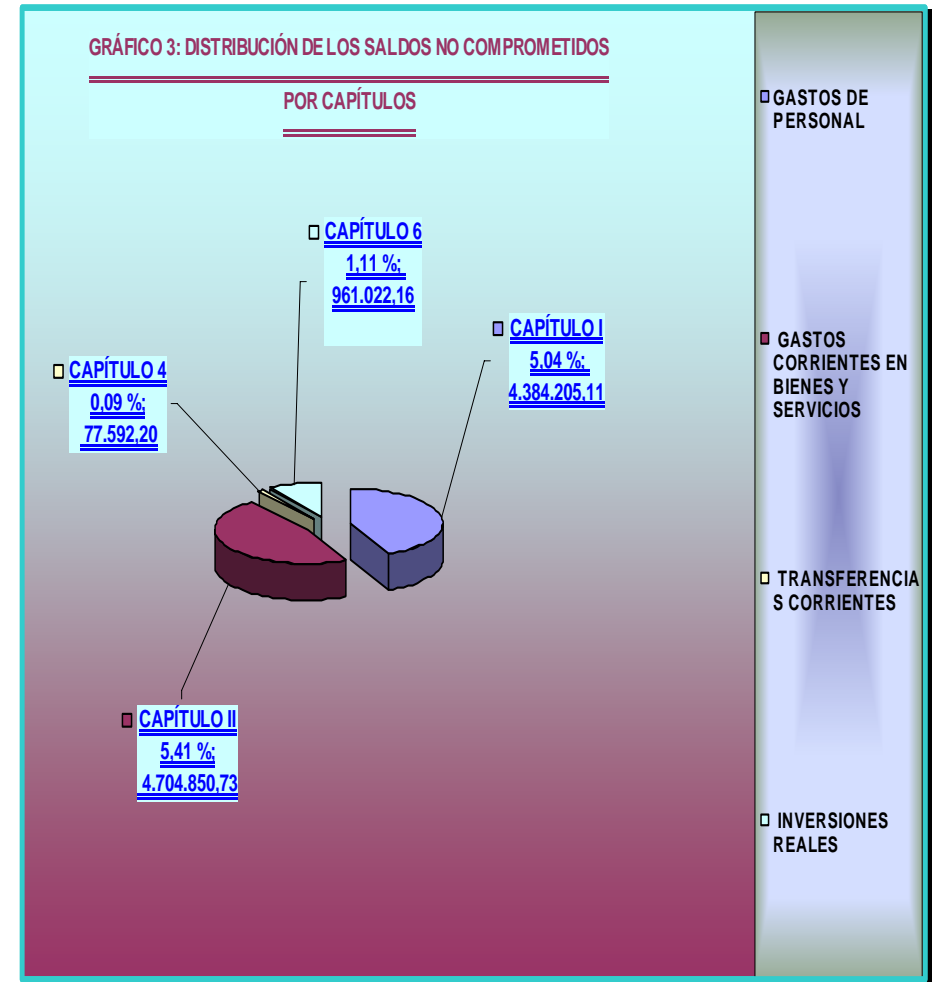 GRÁFICO 3: DISTRIBUCIÓN DE LOS SALDOS NO COMPROMETIDOS
POR CAPÍTULOS
CAPÍTULO 6
1,11 %;
961.022,16
CAPÍTULO I
5,04 %;
4.384.205,11
CAPÍTULO 4
0,09 %;
77.592,20
CAPÍTULO II
5,41 %;
4.704.850,73
GASTOS DE
PERSONAL
GASTOS
CORRIENTES EN
BIENES Y
SERVICIOS
TRANSFERENCIA
S CORRIENTES
INVERSIONES
REALES